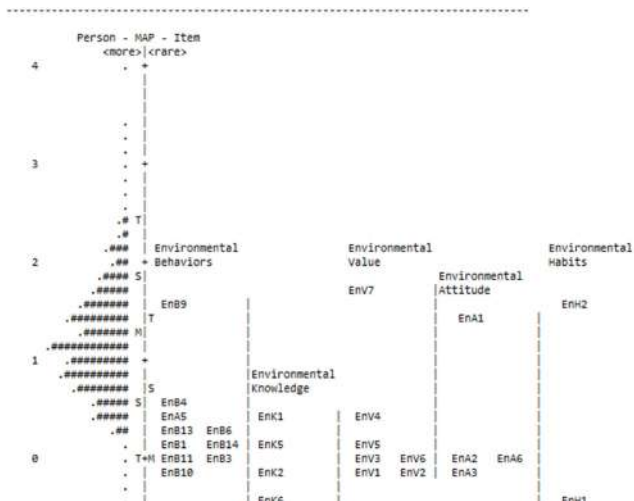 Person - MAP - Item
<more>|<rare>
4 . +
|
|
|
. |
. |
. |
3 . +
. |
. |
. |
. |
.# T|
.# |
.### | Environmental Environmental Environmental
2 .## + Behaviors Value Habits
.#### S| Environmental
.##### | EnV7 |Attitude
.####### | EnB9 | | EnH2
.######### |T | | EnA1 |
.####### M| | | |
.############ | | | |
1 .######### + | | |
.########## | |Environmental | |
.######## |S |Knowledge | |
.##### S| EnB4 | | |
.##### | EnA5 | EnK1 | EnV4 | |
.## | EnB13 EnB6 | | | |
. | EnB1 EnB14 | EnK5 | EnV5 | |
0 . T+M EnB11 EnB3 | | EnV3 EnV6 | EnA2 EnA6 |
. | EnB10 | EnK2 | EnV1 EnV2 | EnA3 |
. | | | |
| | EnK6 | | EnH1